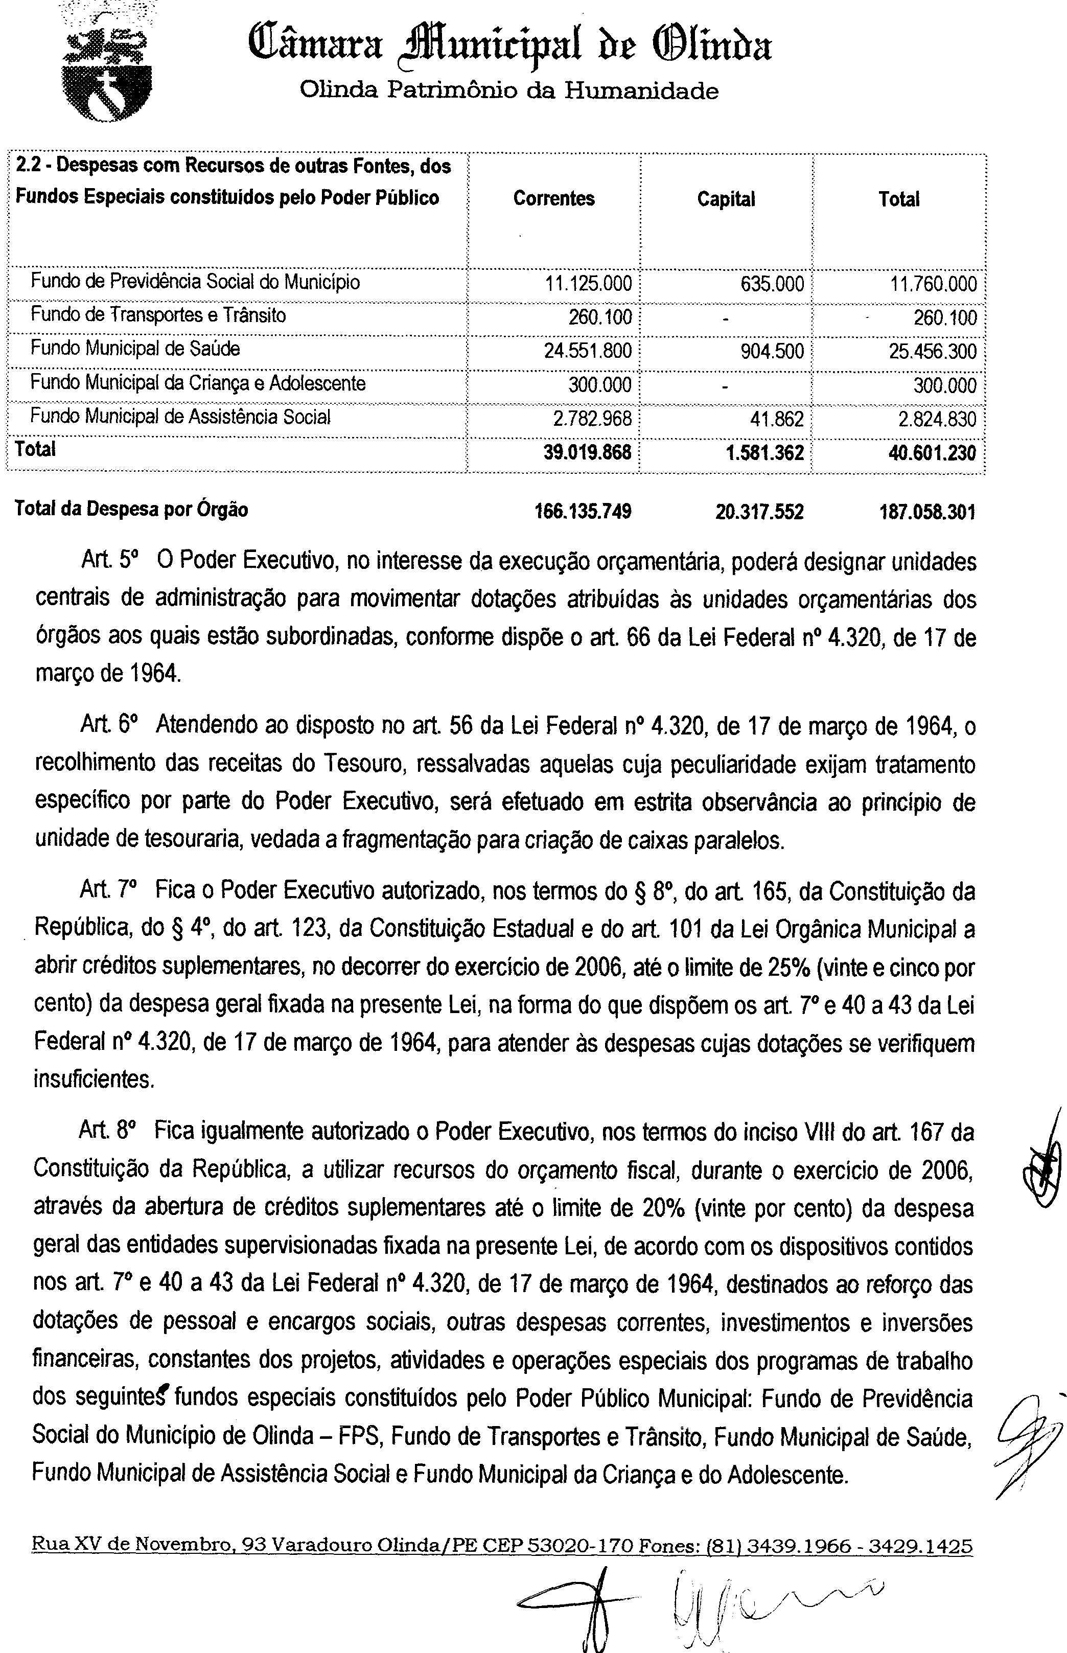 Câmara Municipal de Olinda
Olinda Patrimônio da Humanidade
2.2 - Despesas com Recursos de outras Fontes, dos
Fundos Especiais constituídos pelo Poder Público Correntes Capital Total
Fundo de Previdência Social do Município 11.125.000 635.000 11.760.000
Fundo de Transportes e Trânsito 260.100 - 260.100
Fundo Municipal de Saúde 24.551.800 904.500 25.456.300
Fundo Municipal da Criança e Adolescente 300.000 - 300.000
Fundo Municipal de Assistência Social 2.782.968 41.862 2.824.830
Total 39.019.868 1.581.362 40.601.230
Total da Despesa por Órgão 166.135.749 20.317.552 187.058.301
Art. 5º O Poder Executivo, no interesse da execução orçamentária, poderá designar unidades
centrais de administração para movimentar dotações atribuídas às unidades orçamentárias dos
órgãos aos quais estão subordinadas, conforme dispõe o art. 66 da Lei Federal nº 4.320, de 17 de
março de 1964.
Art. 6º Atendendo ao disposto no art. 56 da Lei Federal nº 4.320, de 17 de março de 1964, o
recolhimento das receitas do Tesouro, ressalvadas aquelas cuja peculiaridade exijam tratamento
específico por parte do Poder Executivo, será efetuado em estrita observância ao princípio de
unidade de tesouraria, vedada a fragmentação para criação de caixas paralelos.
Art. 7º Fica o Poder Executivo autorizado, nos termos do § 8º, do art. 165, da Constituição da
República, do § 4º, do art. 123, da Constituição Estadual e do art. 101 da Lei Orgânica Municipal a
abrir créditos suplementares, no decorrer do exercício de 2006, até o limite de 25% (vinte e cinco por
cento) da despesa geral fixada na presente Lei, na forma do que dispõem os art. 7º e 40 a 43 da Lei
Federal nº 4.320, de 17 de março de 1964, para atender às despesas cujas dotações se verifiquem
insuficientes.
Art. 8º Fica igualmente autorizado o Poder Executivo, nos termos do inciso VIII do art. 167 da
Constituição da República, a utilizar recursos do orçamento fiscal, durante o exercício de 2006,
através da abertura de créditos suplementares até o limite de 20% (vinte por cento) da despesa
geral das entidades supervisionadas fixada na presente Lei, de acordo com os dispositivos contidos
nos art. 7º e 40 a 43 da Lei Federal nº 4.320, de 17 de março de 1964, destinados ao reforço das
dotações de pessoal e encargos sociais, outras despesas correntes, investimentos e inversões
financeiras, constantes dos projetos, atividades e operações especiais dos programas de trabalho
dos seguintes fundos especiais constituídos pelo Poder Público Municipal: Fundo de Previdência
Social do Município de Olinda – FPS, Fundo de Transportes e Trânsito, Fundo Municipal de Saúde,
Fundo Municipal de Assistência Social e Fundo Municipal da Criança e do Adolescente.
Rua XV de Novembro, 93 Varadouro Olinda/PE CEP 53020-170 Fones: (81) 3439.1966 - 3429.1425